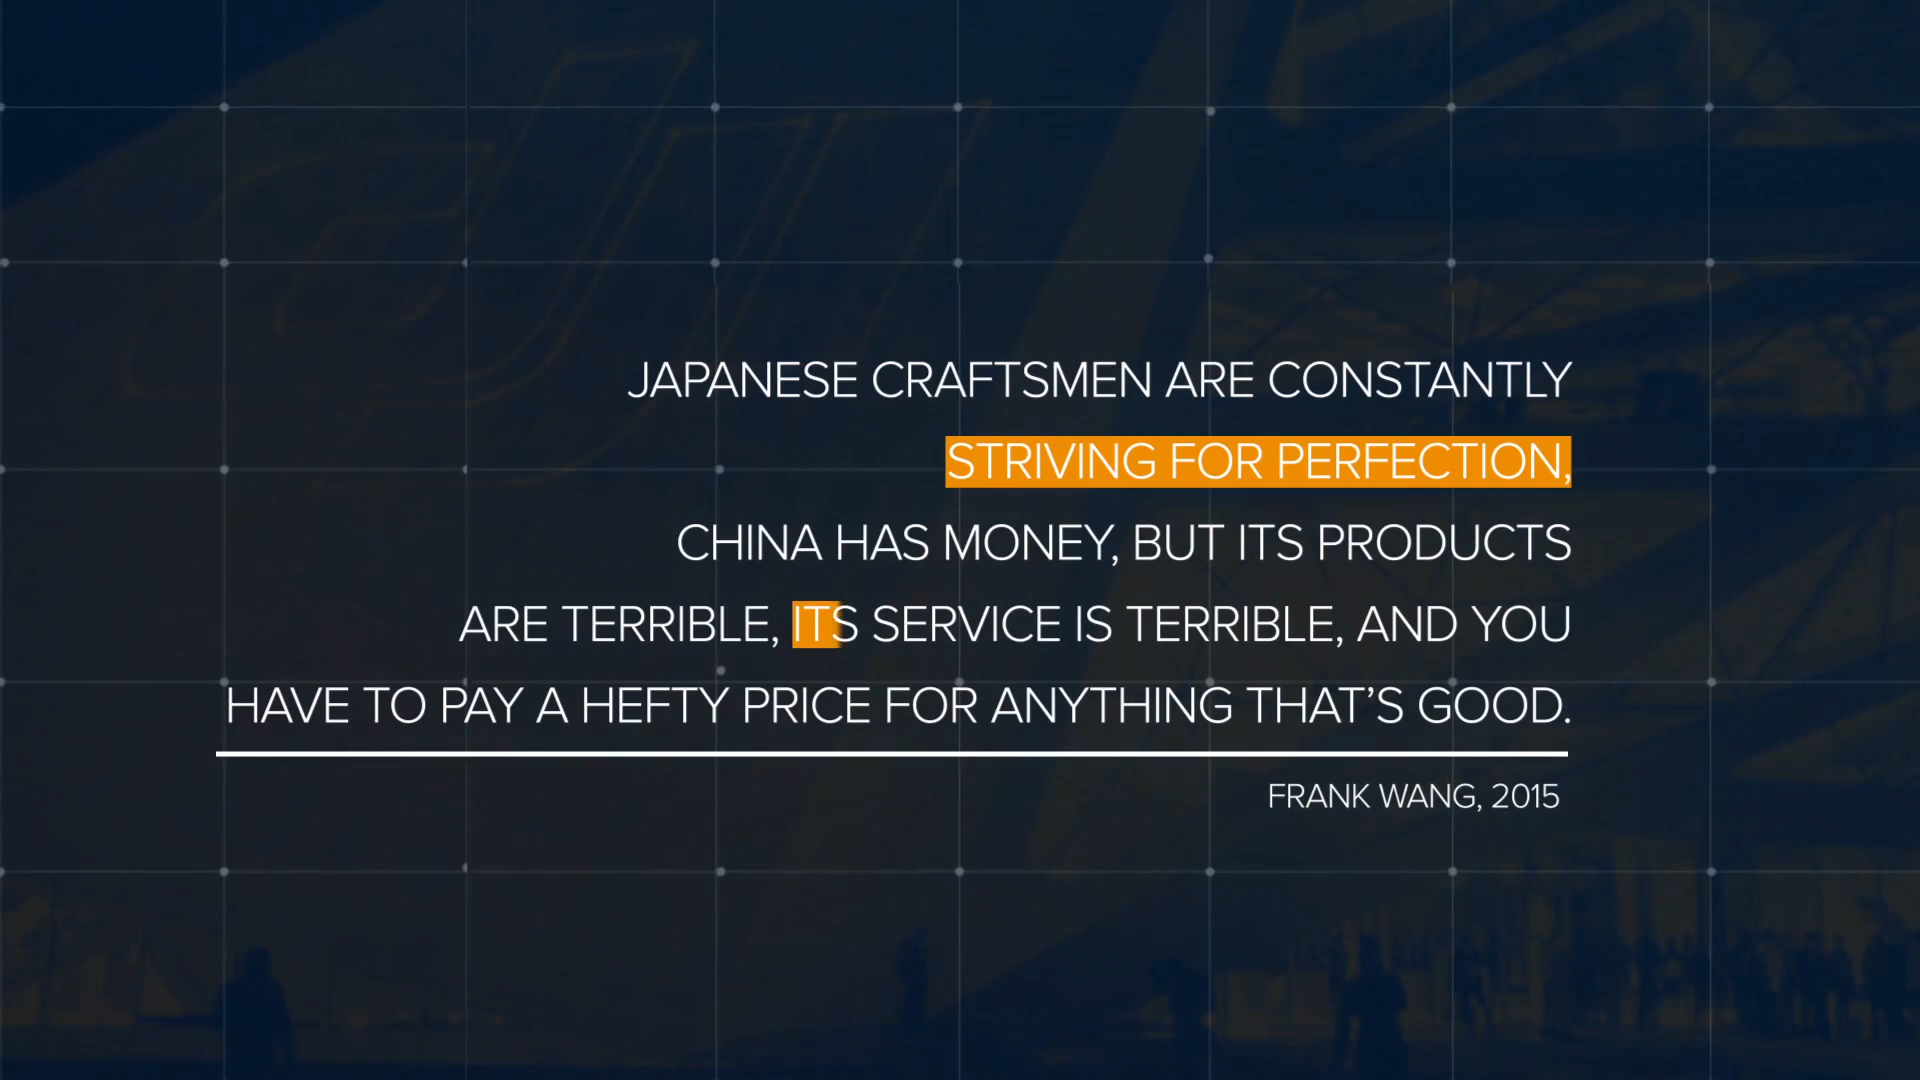 JAPANESE CRAFTSMEN ARE CONSTANTLY
STRIVING FOR PERFECTION,
CHINA HAS MONEY, BUT ITS PRODUCTS
ARE TERRIBLE, ITS SERVICE IS TERRIBLE, AND YOU
HAVE TO PAY A HEFTY PRICE FOR ANYTHING THAT’S GOOD.
FRANK WANG, 2015